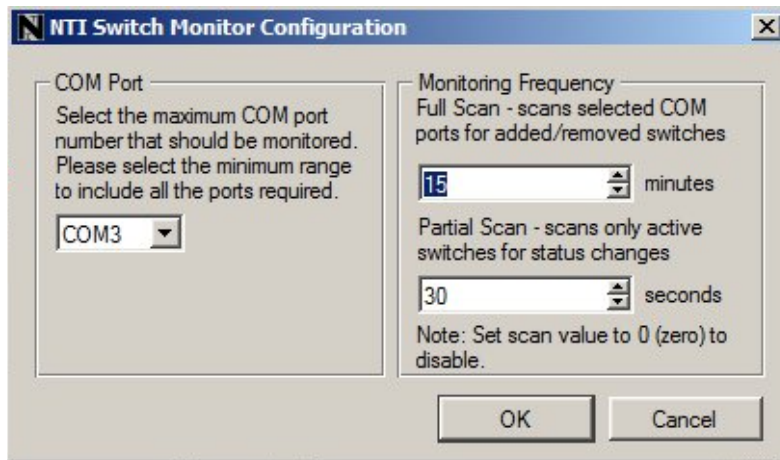 NTI Switch Monitor Configuration
COM Port
Select the maximum COM port
number that should be monitored.
Please select the minimum range
to include all the ports required.
COM3
Monitoring Frequency
Full Scan - scans selected COM
ports for added/removed switches
15 minutes
Partial Scan - scans only active
switches for status changes
30 seconds
Note: Set scan value to 0 (zero) to
disable.
OK Cancel